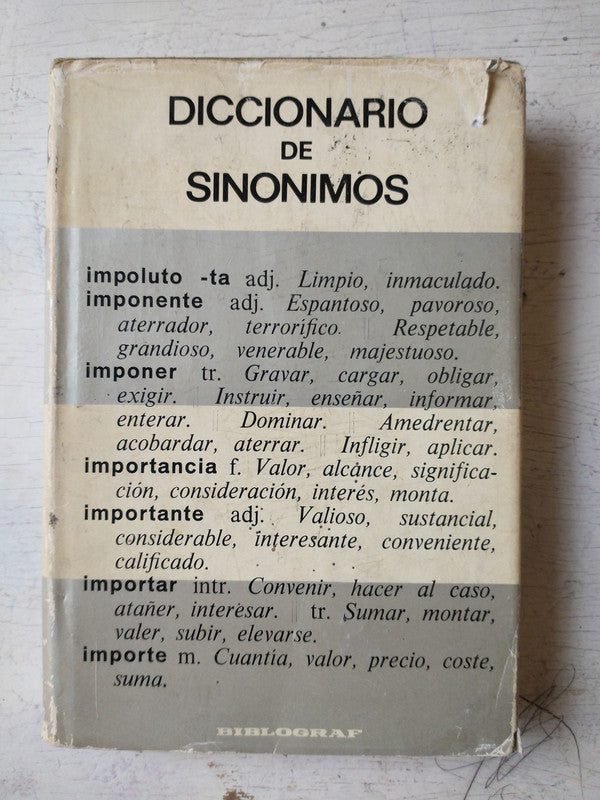 DICCIONARIO
DE
SINONIMOS
impoluto -ta adj. Limpio, inmaculado.
imponente adj. Espantoso, pavoroso,
aterrador, terrorífico. ‖ Respetable,
grandioso, venerable, majestuoso.
imponer tr. Gravar, cargar, obligar,
exigir. ‖ Instruir, enseñar, informar,
enterar. ‖ Dominar. ‖ Amedrentar,
acobardar, aterrar. ‖ Infligir, aplicar.
importancia f. Valor, alcance, significa-
ción, consideración, interés, monta.
importante adj. Valioso, sustancial,
considerable, interesante, conveniente,
calificado.
importar intr. Convenir, hacer al caso,
atañer, interesar. ‖ tr. Sumar, montar,
valer, subir, elevarse.
importe m. Cuantía, valor, precio, coste,
suma.
BIBLOGRAF